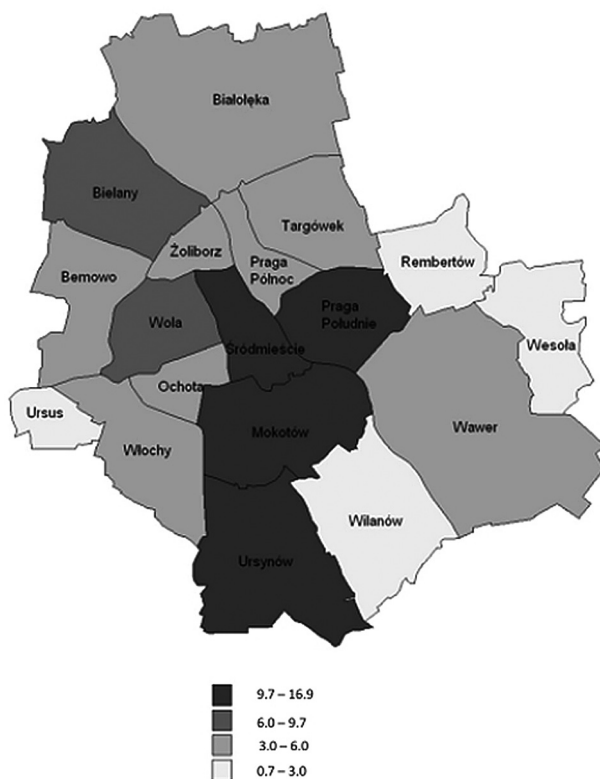 Białołęka
Bielany
Targówek
Żoliborz
Praga
Północ
Rembertów
Bemowo
Praga
Południe
Wola
Śródmieście
Wesoła
Ochota
Ursus
Mokotów
Wawer
Włochy
Wilanów
Ursynów
9.7 – 16.9
6.0 – 9.7
3.0 – 6.0
0.7 – 3.0